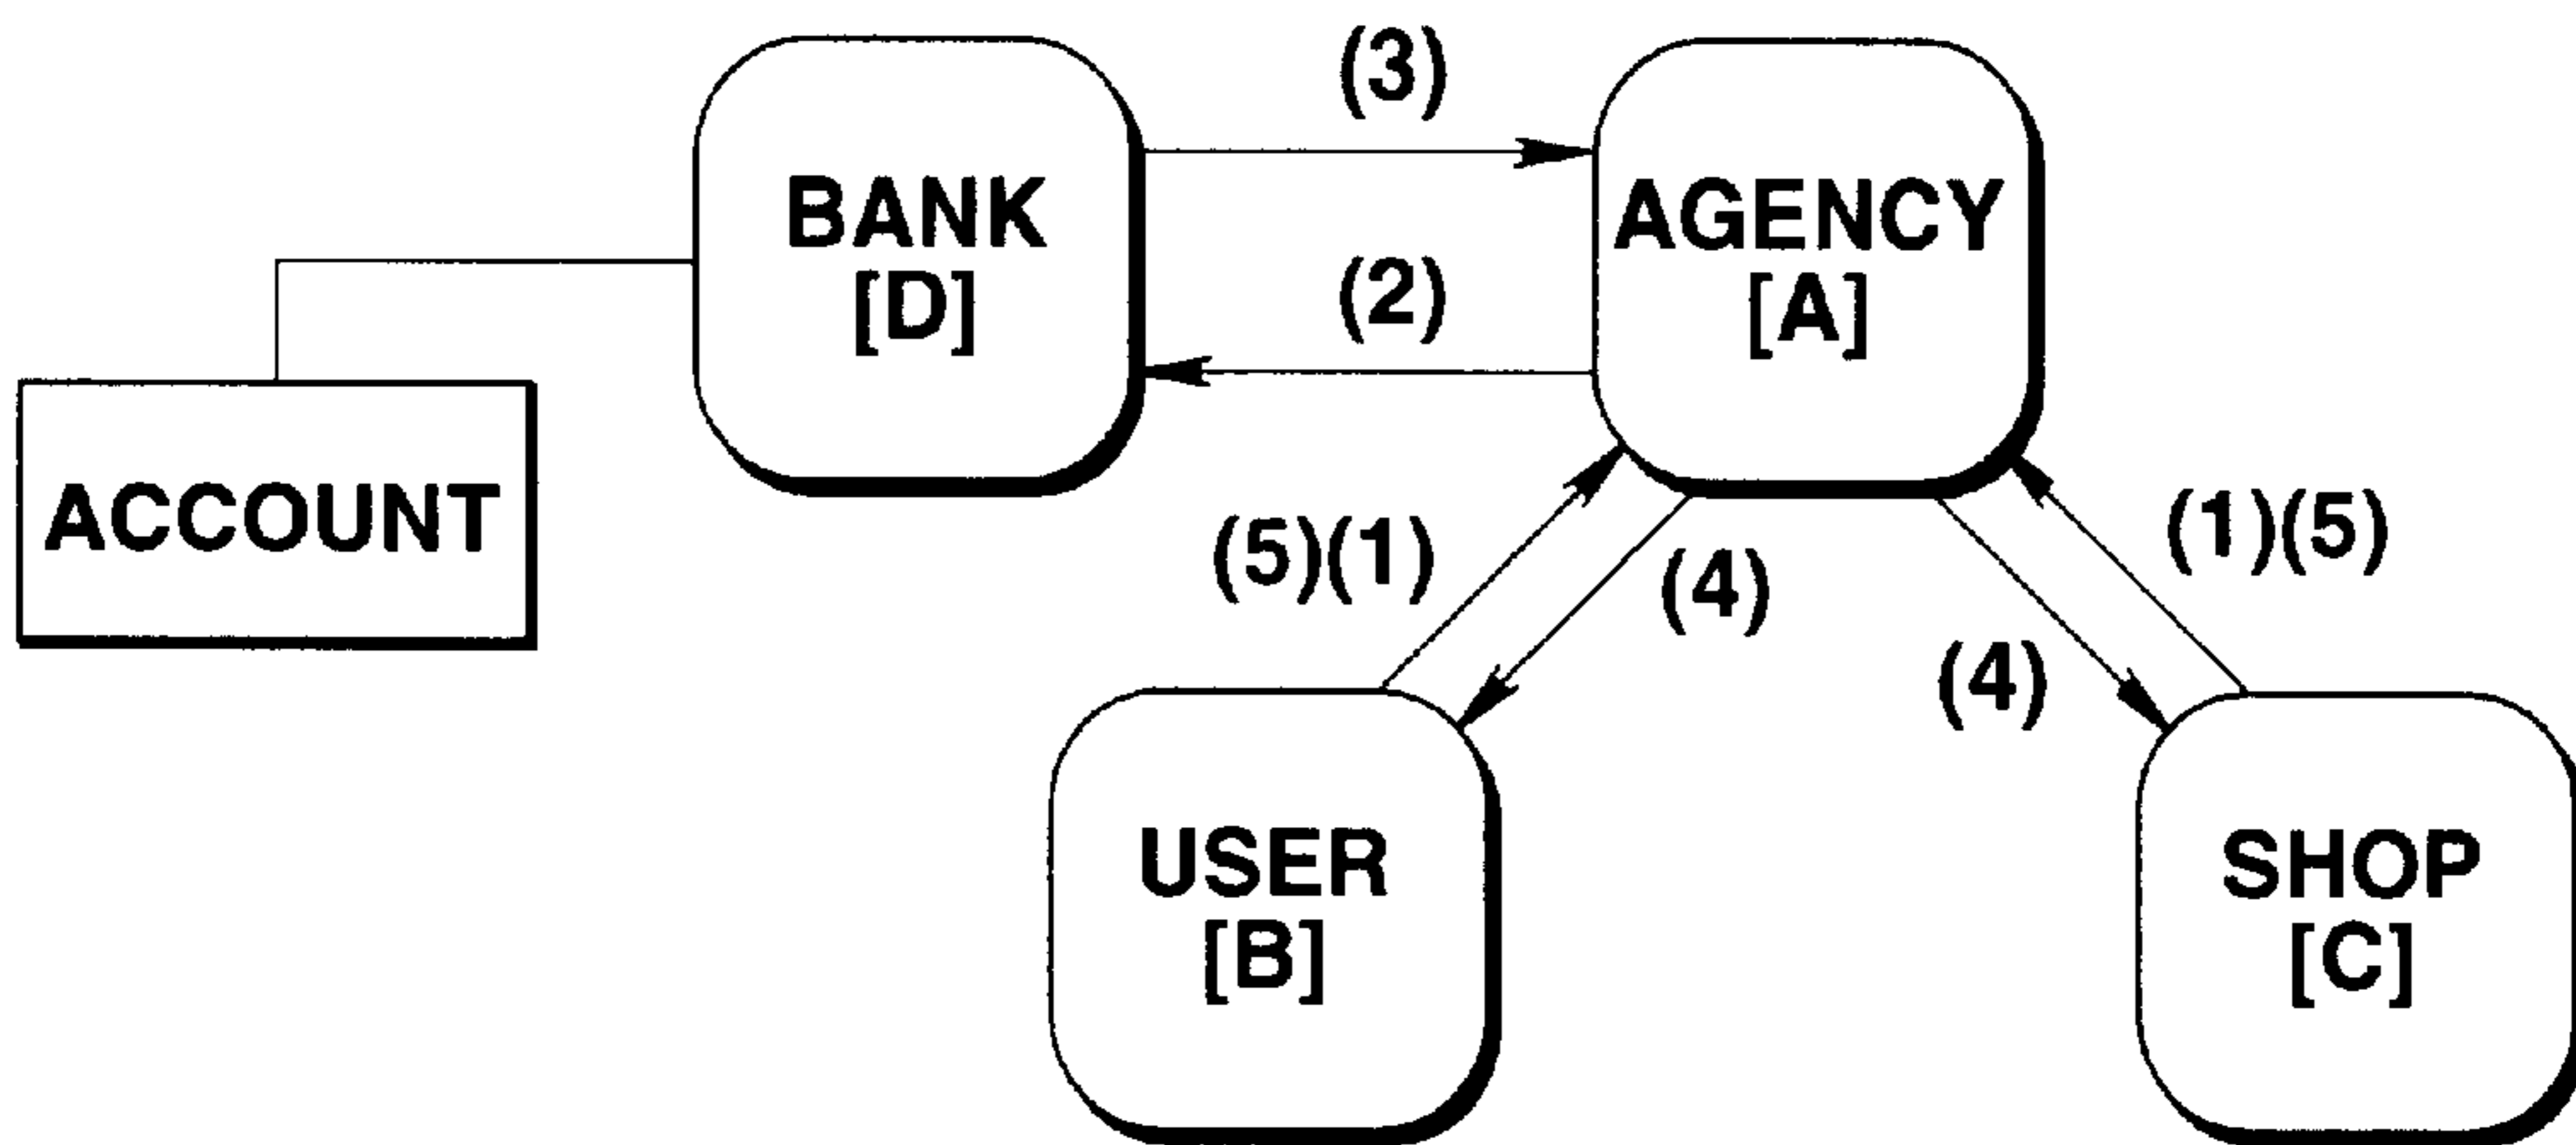 (3)
BANK
[D]
AGENCY
[A]
(2)
ACCOUNT
(5)(1)
(4)
(1)(5)
(4)
USER
[B]
SHOP
[C]